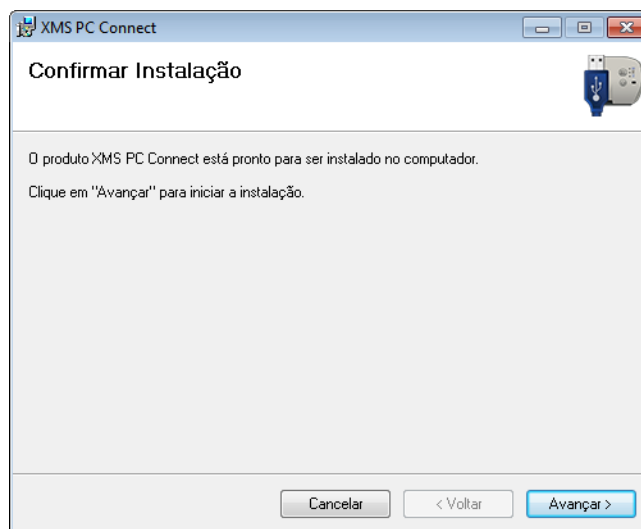 XMS PC Connect
Confirmar Instalação
O produto XMS PC Connect está pronto para ser instalado no computador.
Clique em "Avançar" para iniciar a instalação.
Cancelar
< Voltar
Avançar >